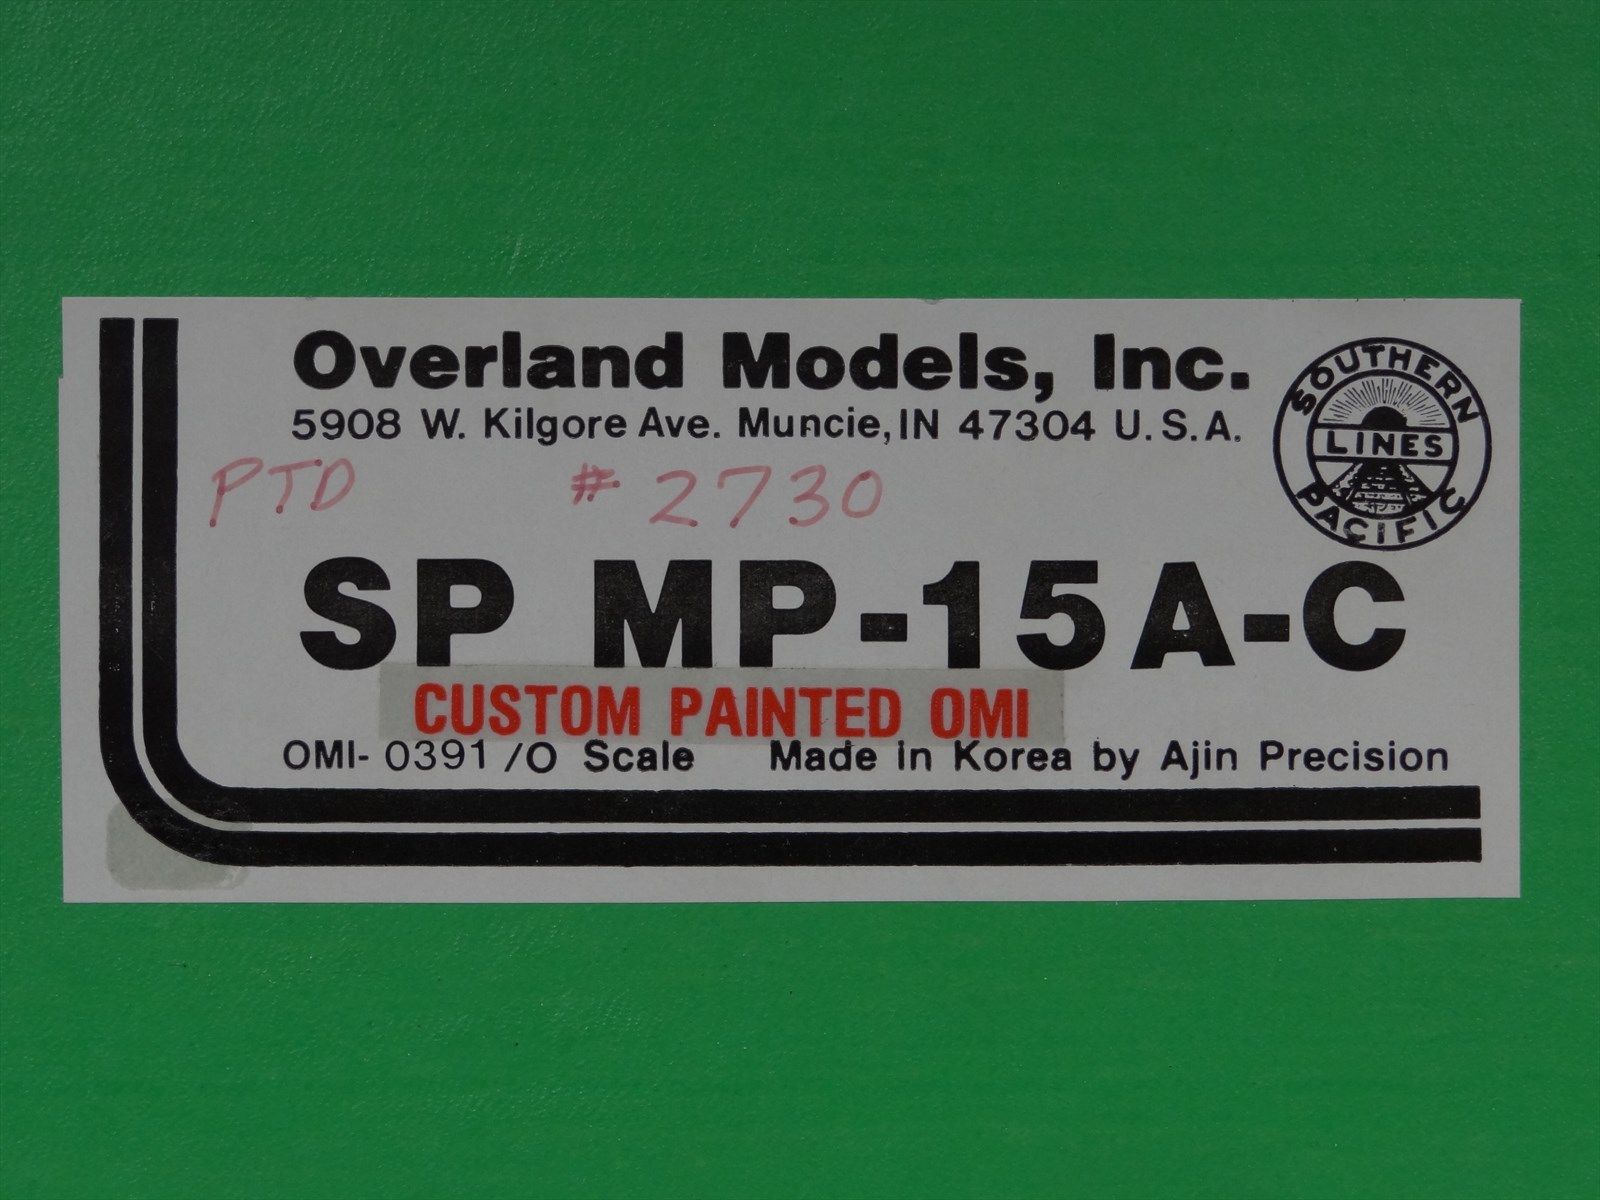 Overland Models, Inc.
5908 W. Kilgore Ave. Muncie, IN 47304 U.S.A.
SOUTHERN
LINES
PACIFIC
PTD #2730
SP MP-15A-C
CUSTOM PAINTED OMI
OMI- 0391 /O Scale Made in Korea by Ajin Precision